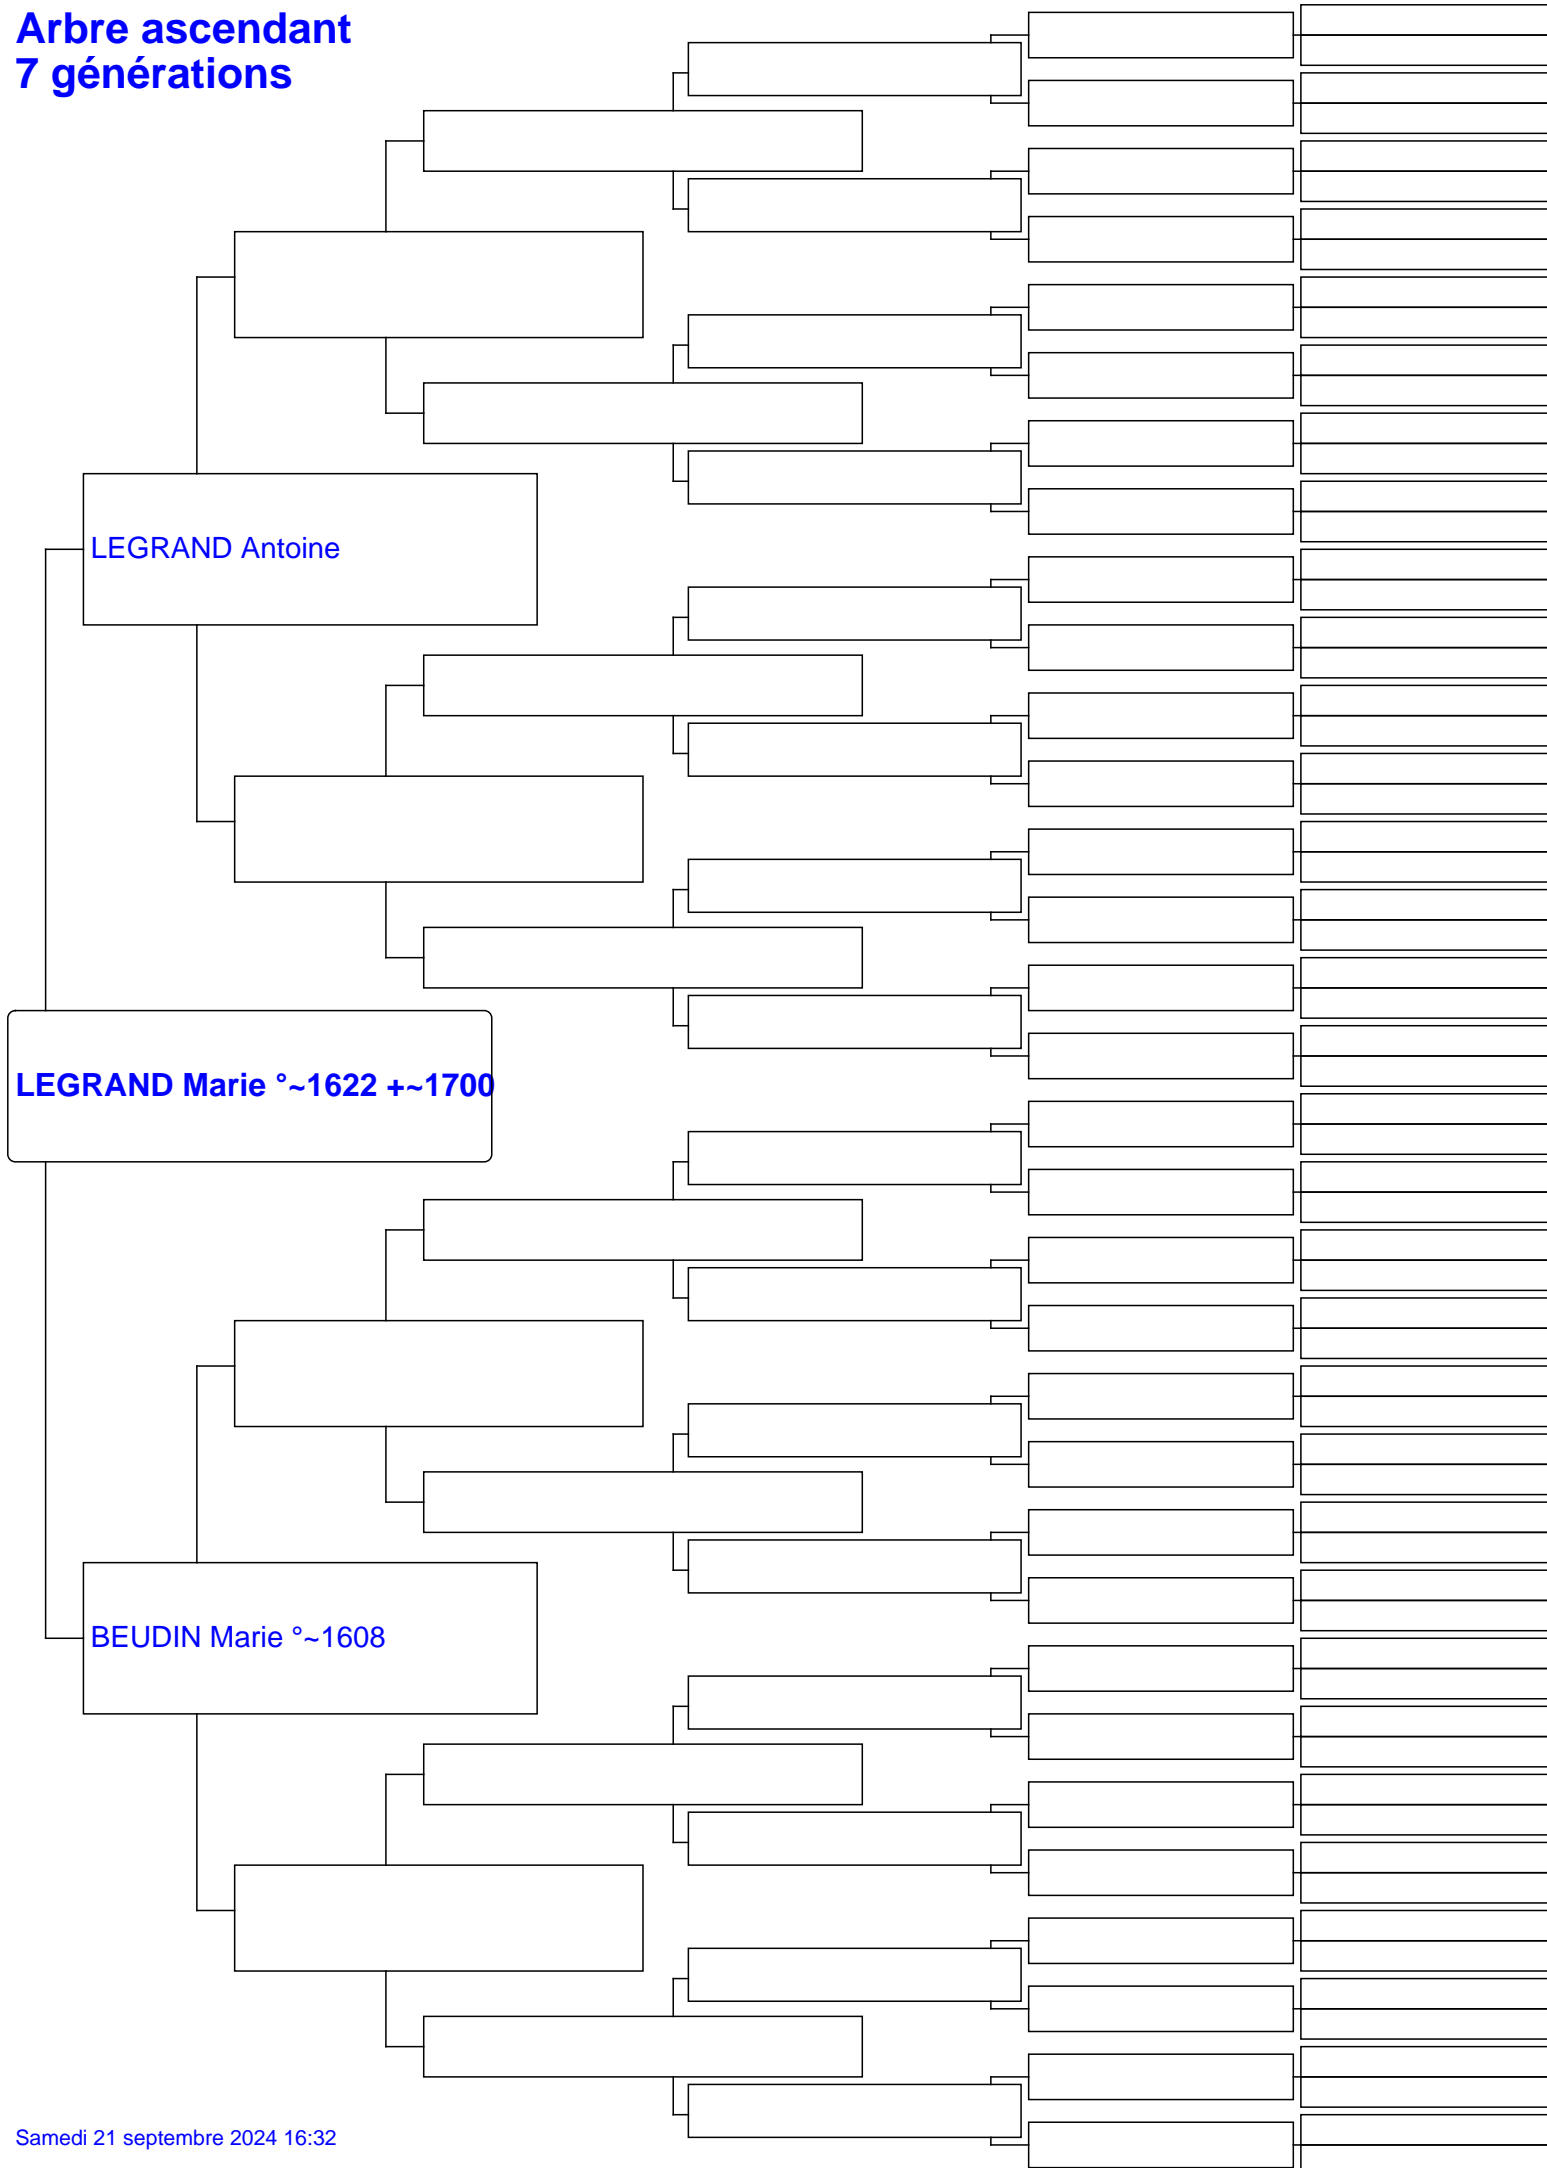 Arbre ascendant
7 générations
LEGRAND Antoine
LEGRAND Marie °~1622 +~1700
BEUDIN Marie °~1608
Samedi 21 septembre 2024 16:32